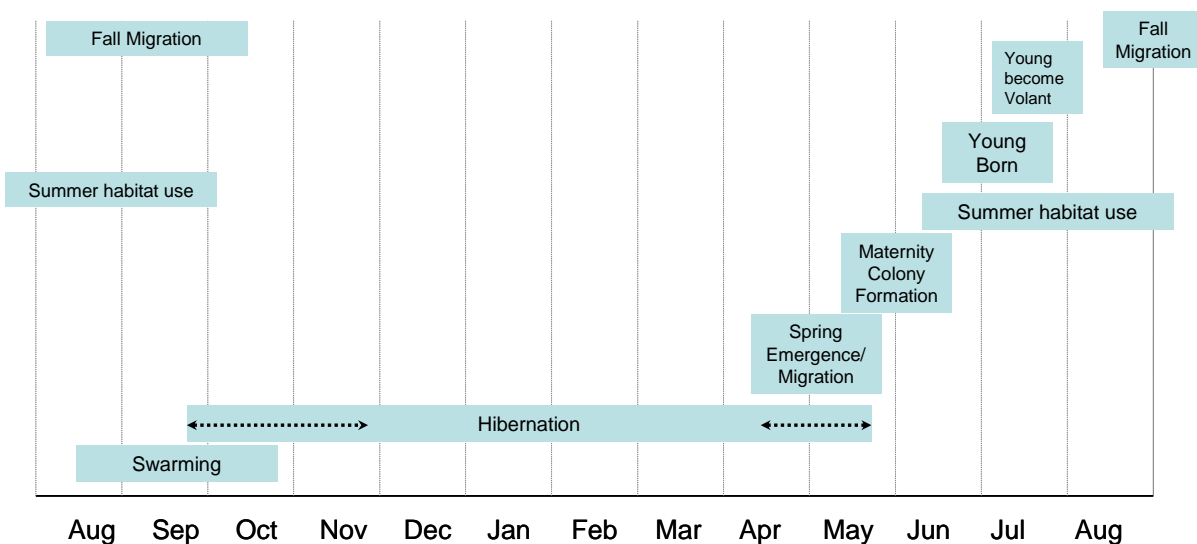 Fall Migration
Fall
Migration
Young
become
Volant
Young
Born
Summer habitat use
Summer habitat use
Maternity
Colony
Formation
Spring
Emergence/
Migration
Hibernation
Swarming
Aug Sep Oct Nov Dec Jan Feb Mar Apr May Jun Jul Aug